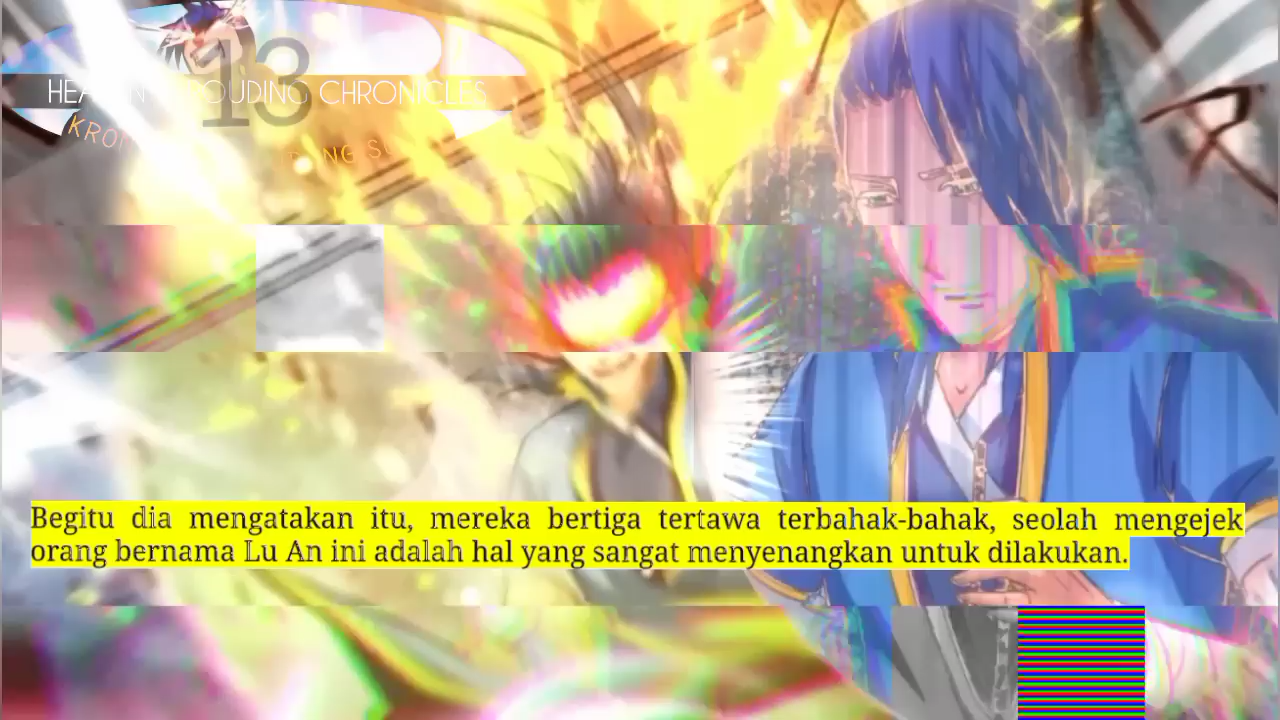 13
CHRONICLES
Begitu dia mengatakan itu, mereka bertiga tertawa terbahak-bahak, seolah mengejek
orang bernama Lu An ini adalah hal yang sangat menyenangkan untuk dilakukan.